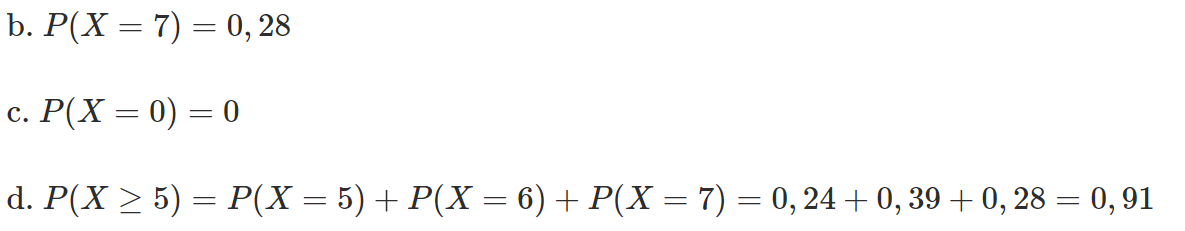 b. P(X = 7) = 0, 28
c. P(X = 0) = 0
d. P(X ≥ 5) = P(X = 5) + P(X = 6) + P(X = 7) = 0, 24 + 0, 39 + 0, 28 = 0, 91